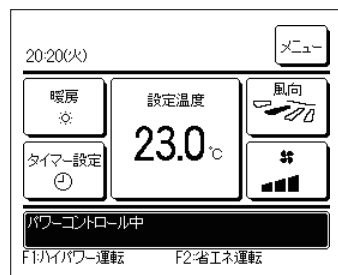 20:20(火)
メニュー
暖房
設定温度
風向
23.0℃
タイマー設定
パワーコントロール中
F1:ハイパワー運転
F2:省エネ運転